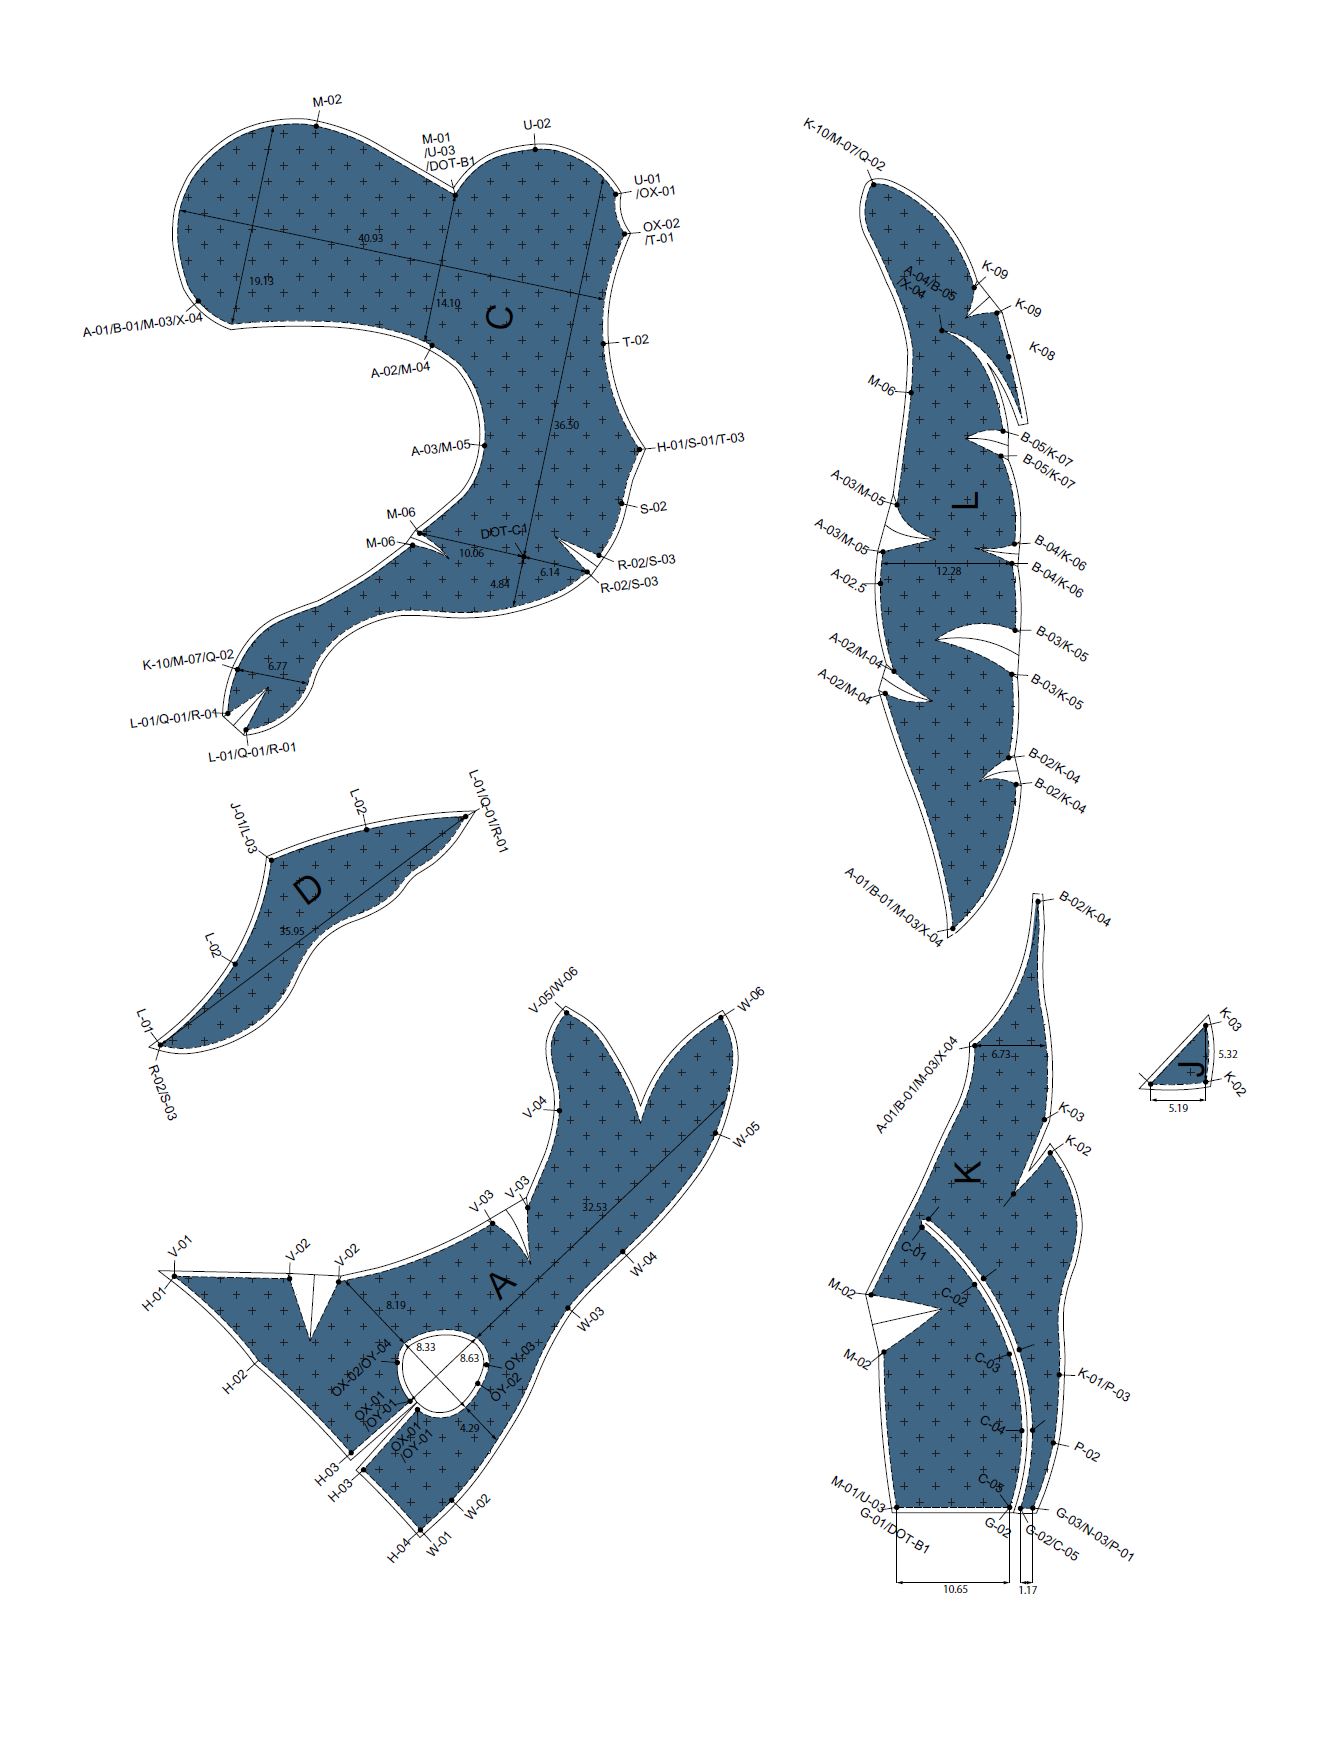 M-02
M-01
/U-03
/DOT-B1
U-02
U-01
/OX-01
OX-02
/T-01
40.93
19.13
14.10
C
A-01/B-01/M-03/X-04
A-02/M-04
T-02
36.50
A-03/M-05
H-01/S-01/T-03
M-06
M-06
DOT-C1
S-02
10.06
6.14
4.84
R-02/S-03
R-02/S-03
K-10/M-07/Q-02
6.77
L-01/Q-01/R-01
L-01/Q-01/R-01
K-10/M-07/Q-02
A-04/B-05
/X-04
K-09
K-09
K-08
M-06
B-05/K-07
B-05/K-07
A-03/M-05
L
A-03/M-05
B-04/K-06
B-04/K-06
12.28
A-02.5
B-03/K-05
A-02/M-04
A-02/M-04
B-03/K-05
B-02/K-04
B-02/K-04
A-01/B-01/M-03/X-04
J-01/L-03
L-02
L-01/Q-01/R-01
D
35.95
L-02
L-01
R-02/S-03
V-05/W-06
W-06
V-04
W-05
V-03
V-03
32.53
V-01
V-02
V-02
H-01
A
W-04
8.19
W-03
8.33
8.63
OX-02/OY-04
OY-03
OY-02
H-02
OX-01
/OY-01
OX-01
/OY-01
4.29
H-03
H-03
W-02
H-04
W-01
B-02/K-04
A-01/B-01/M-03/X-04
6.73
K-03
K-02
K
C-01
M-02
C-02
M-02
C-03
K-01/P-03
C-04
P-02
C-05
M-01/U-03
G-01/DOT-B1
G-02
G-02/C-05
G-03/N-03/P-01
10.65
1.17
K-03
5.32
J
K-02
5.19